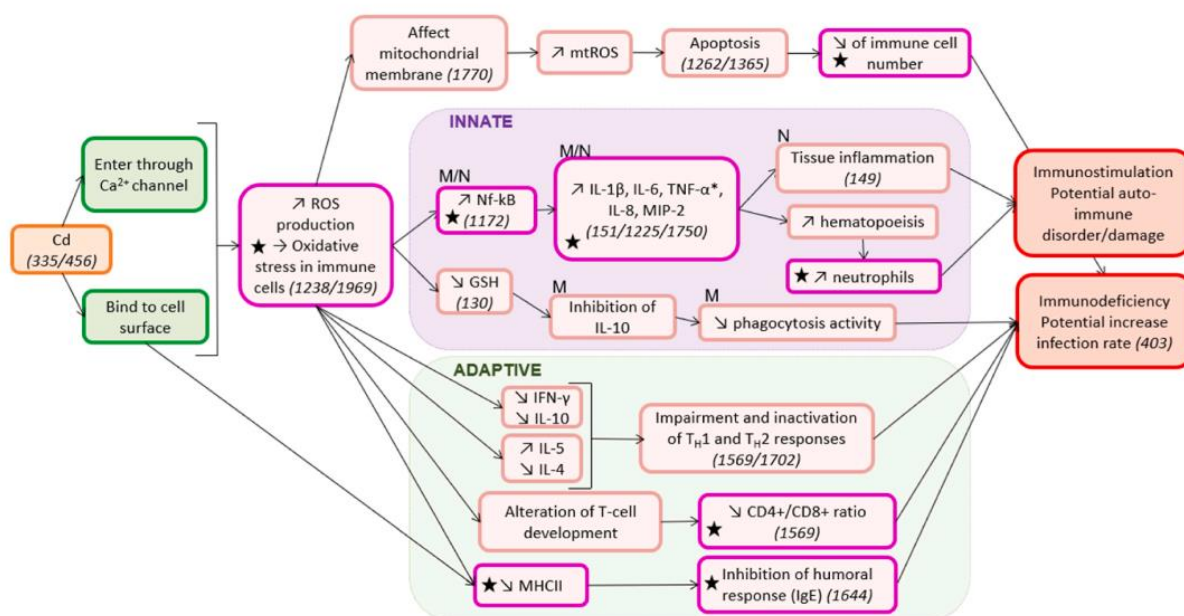 Affect
mitochondrial
membrane (1770)
↗ mtROS
Apoptosis
(1262/1365)
↘ of immune cell
★ number
INNATE
Enter through
Ca²⁺ channel
Cd
(335/456)
Bind to cell
surface
↗ ROS
production
★ → Oxidative
stress in immune
cells (1238/1969)
M/N
↗ Nf-kB
★ (1172)
M/N
↗ IL-1β, IL-6, TNF-α*,
IL-8, MIP-2
(151/1225/1750)
★
N
Tissue inflammation
(149)
↗ hematopoeisis
★ ↗ neutrophils
↘ GSH
(130)
M
Inhibition of
IL-10
M
↘ phagocytosis activity
Immunostimulation
Potential auto-
immune
disorder/damage
Immunodeficiency
Potential increase
infection rate (403)
ADAPTIVE
↘ IFN-γ
↘ IL-10
↗ IL-5
↘ IL-4
Impairment and inactivation
of T_H1 and T_H2 responses
(1569/1702)
Alteration of T-cell
development
↘ CD4+/CD8+ ratio
★ (1569)
★ ↘ MHCII
★ Inhibition of humoral
response (IgE) (1644)